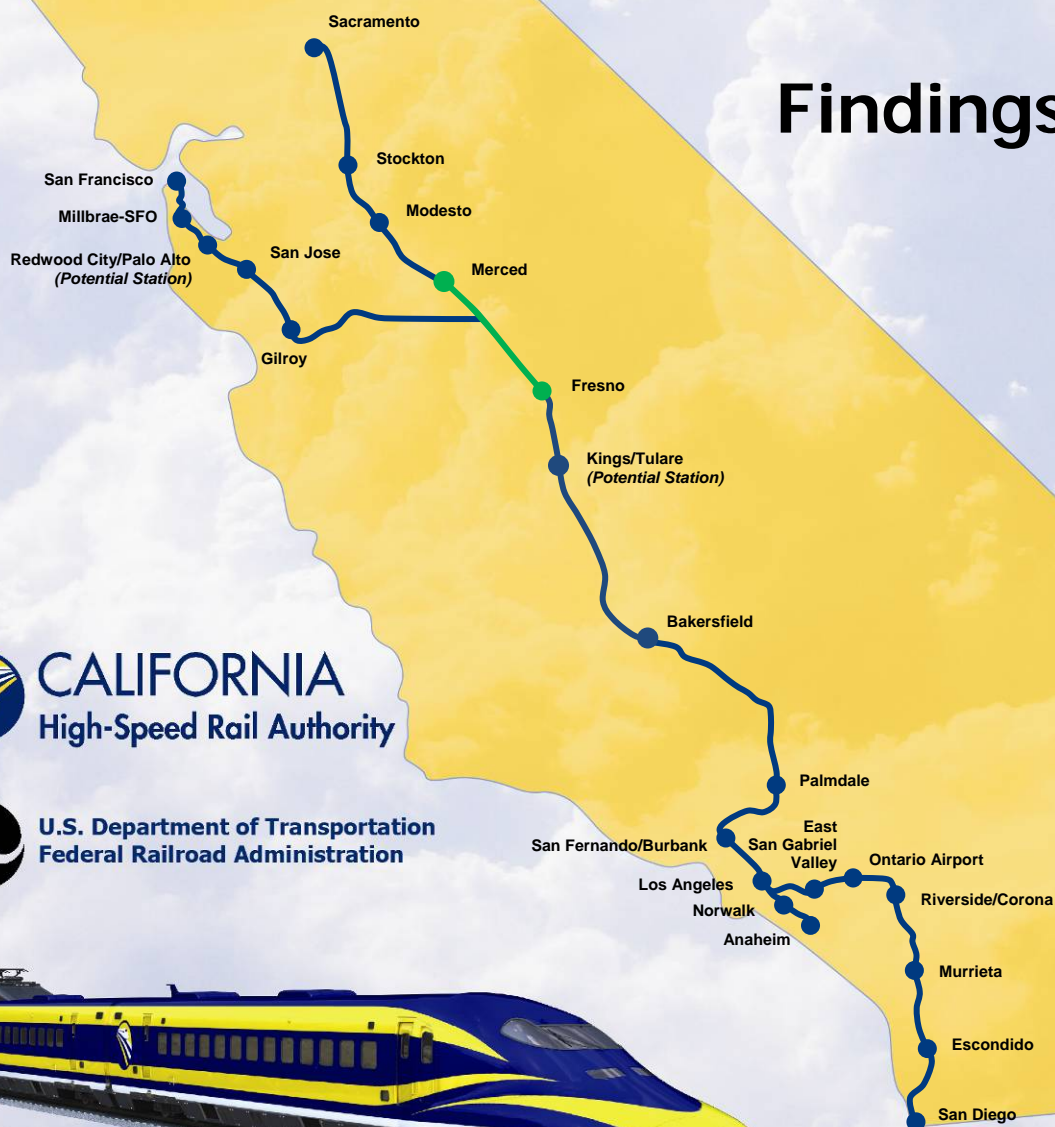 Sacramento
Findings
Stockton
San Francisco
Modesto
Millbrae-SFO
San Jose
Redwood City/Palo Alto
(Potential Station)
Merced
Gilroy
Fresno
Kings/Tulare
(Potential Station)
Bakersfield
CALIFORNIA
High-Speed Rail Authority
Palmdale
U.S. Department of Transportation
Federal Railroad Administration
San Fernando/Burbank
East
San Gabriel
Valley
Ontario Airport
Los Angeles
Riverside/Corona
Norwalk
Anaheim
Murrieta
Escondido
San Diego